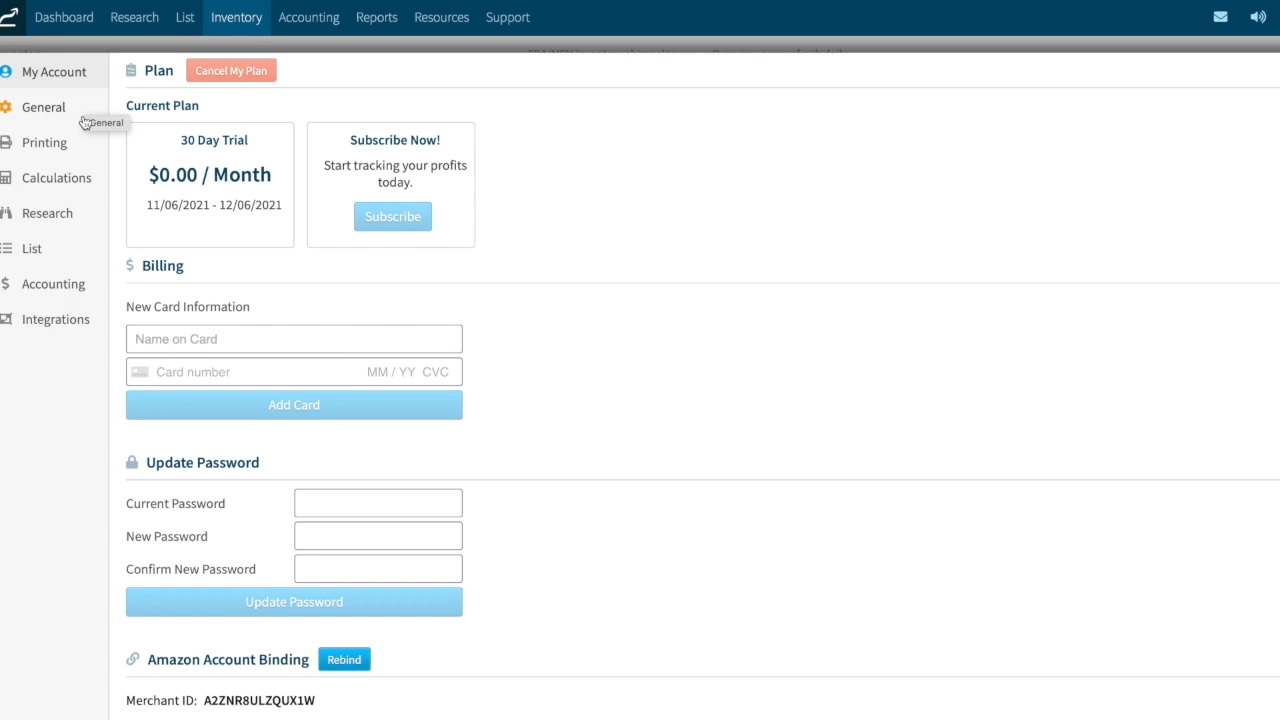 Dashboard Research List Inventory Accounting Reports Resources Support
My Account
General
General
Printing
Calculations
Research
List
Accounting
Integrations
Plan Cancel My Plan
Current Plan
30 Day Trial
$0.00 / Month
11/06/2021 - 12/06/2021
Subscribe Now!
Start tracking your profits
today.
Subscribe
Billing
New Card Information
Name on Card
Card number MM / YY CVC
Add Card
Update Password
Current Password
New Password
Confirm New Password
Update Password
Amazon Account Binding Rebind
Merchant ID: A2ZNR8ULZQUX1W